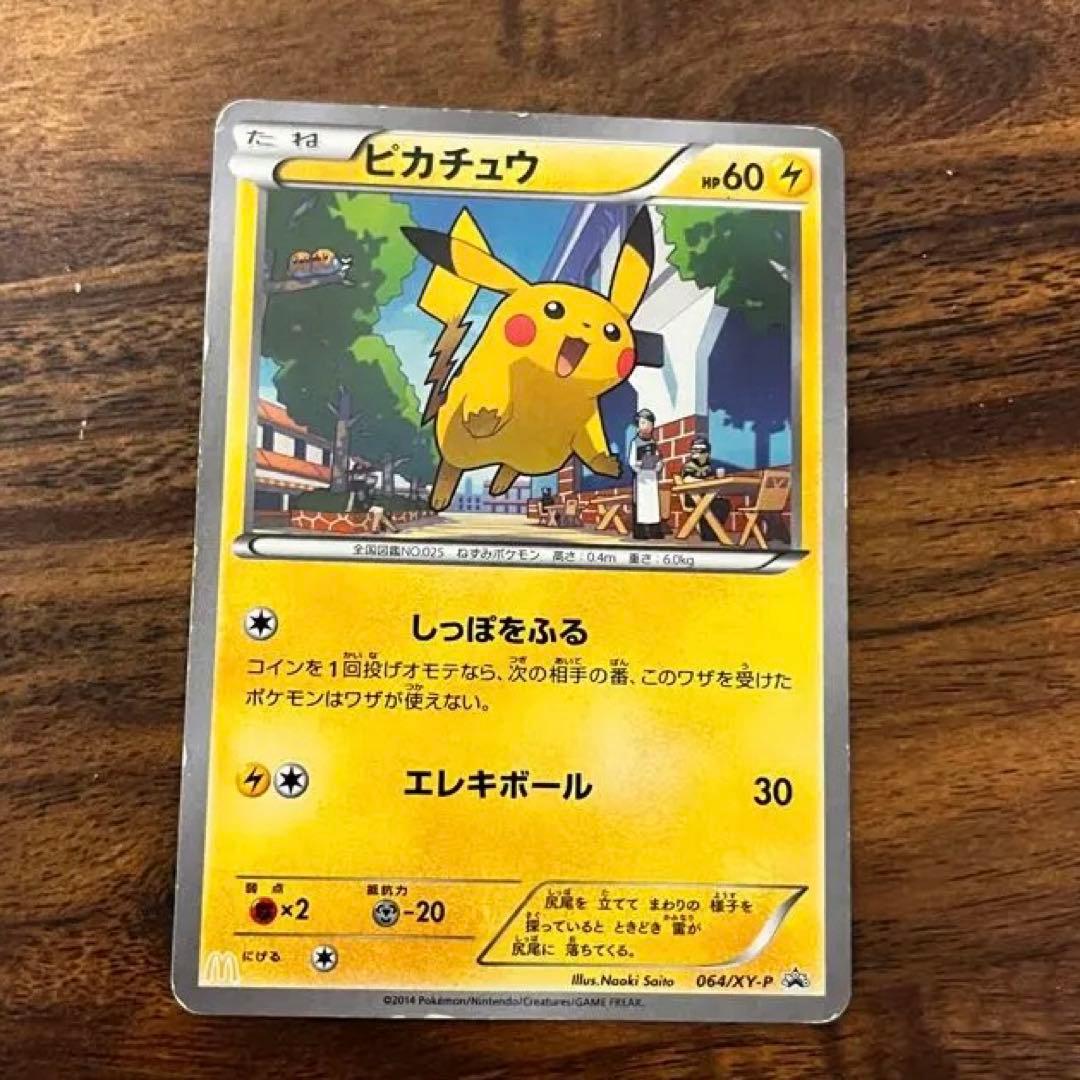 たね ピカチュウ HP60
全国図鑑NO.025 ねずみポケモン 高さ:0.4m 重さ:6.0kg
しっぽをふる
コインを1回投げオモテなら、次の相手の番、このワザを受けた
ポケモンはワザが使えない。
エレキボール 30
弱点 抵抗力
×2 -20
にげる
尻尾を 立てて まわりの 様子を
探っていると ときどき 雷が
尻尾に 落ちてくる。
Illus.Naoki Saito 064/XY-P
©2014 Pokémon/Nintendo/Creatures/GAME FREAK.